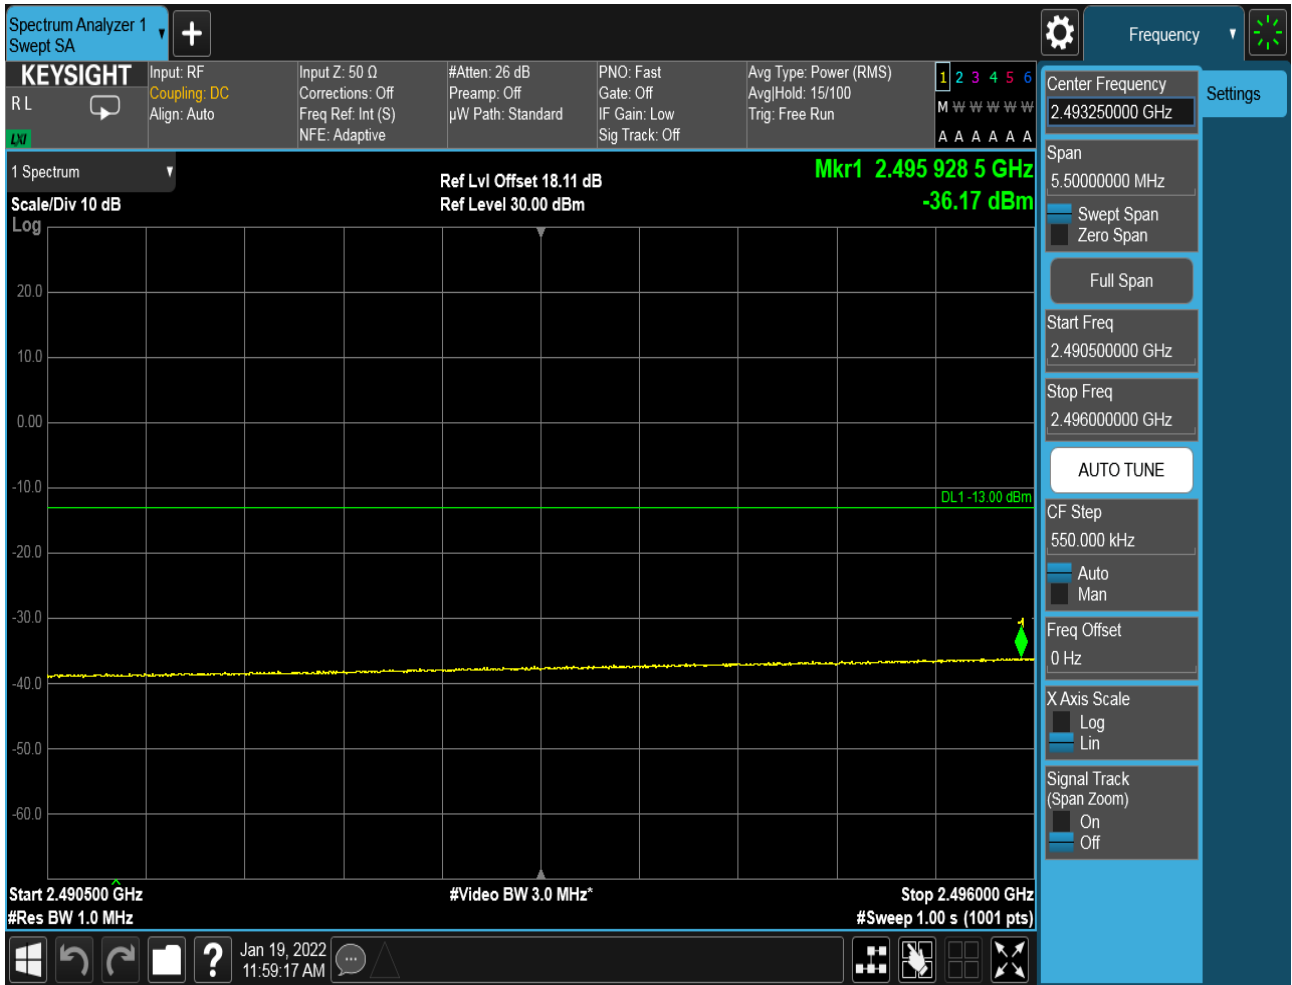 Spectrum Analyzer 1
Swept SA
Frequency
KEYSIGHT
R L
LXI
Input: RF
Coupling: DC
Align: Auto
Input Z: 50 Ω
Corrections: Off
Freq Ref: Int (S)
NFE: Adaptive
#Atten: 26 dB
Preamp: Off
µW Path: Standard
PNO: Fast
Gate: Off
IF Gain: Low
Sig Track: Off
Avg Type: Power (RMS)
Avg|Hold: 15/100
Trig: Free Run
1 2 3 4 5 6
M W W W W W
A A A A A A
1 Spectrum
Scale/Div 10 dB
Log
Ref Lvl Offset 18.11 dB
Ref Level 30.00 dBm
Mkr1 2.495 928 5 GHz
-36.17 dBm
20.0
10.0
0.00
-10.0
-20.0
-30.0
-40.0
-50.0
-60.0
DL1 -13.00 dBm
1
Start 2.490500 GHz
#Res BW 1.0 MHz
#Video BW 3.0 MHz*
Stop 2.496000 GHz
#Sweep 1.00 s (1001 pts)
Center Frequency
2.493250000 GHz
Settings
Span
5.50000000 MHz
Swept Span
Zero Span
Full Span
Start Freq
2.490500000 GHz
Stop Freq
2.496000000 GHz
AUTO TUNE
CF Step
550.000 kHz
Auto
Man
Freq Offset
0 Hz
X Axis Scale
Log
Lin
Signal Track
(Span Zoom)
On
Off
?
Jan 19, 2022
11:59:17 AM